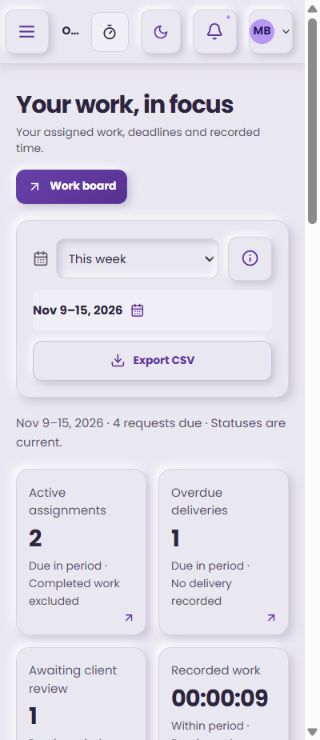 O...
MB
Your work, in focus
Your assigned work, deadlines and recorded
time.
Work board
This week
Nov 9–15, 2026
Export CSV
Nov 9–15, 2026 · 4 requests due · Statuses are
current.
Active
assignments
2
Due in period ·
Completed work
excluded
Overdue
deliveries
1
Due in period ·
No delivery
recorded
Awaiting client
review
1
Recorded work
00:00:09
Within period ·